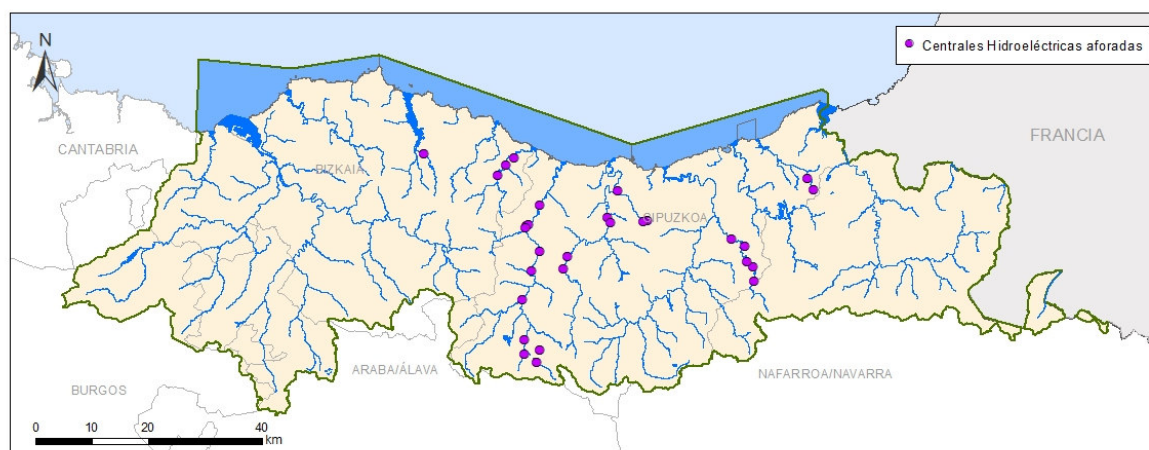 N
Centrales Hidroeléctricas aforadas
FRANCIA
CANTABRIA
BIZKAIA
GIPUZKOA
ARABA/ÁLAVA
NAFARROA/NAVARRA
BURGOS
0 10 20 40
km